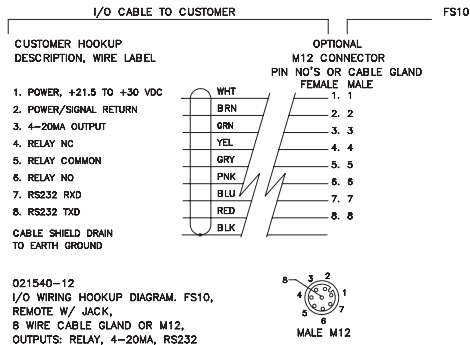 I/O CABLE TO CUSTOMER FS10
CUSTOMER HOOKUP
DESCRIPTION, WIRE LABEL
OPTIONAL
M12 CONNECTOR
PIN NO'S OR CABLE GLAND
FEMALE MALE
1. POWER, +21.5 TO +30 VDC WHT 1. 1
2. POWER/SIGNAL RETURN BRN 2. 2
3. 4-20MA OUTPUT GRN 3. 3
4. RELAY NC YEL 4. 4
5. RELAY COMMON GRY 5. 5
6. RELAY NO PNK 6. 6
7. RS232 RXD BLU 7. 7
8. RS232 TXD RED 8. 8
CABLE SHIELD DRAIN BLK
TO EARTH GROUND
021540-12
I/O WIRING HOOKUP DIAGRAM. FS10,
REMOTE W/ JACK,
8 WIRE CABLE GLAND OR M12,
OUTPUTS: RELAY, 4-20MA, RS232
8 3 2
4 1
5 6 7
MALE M12